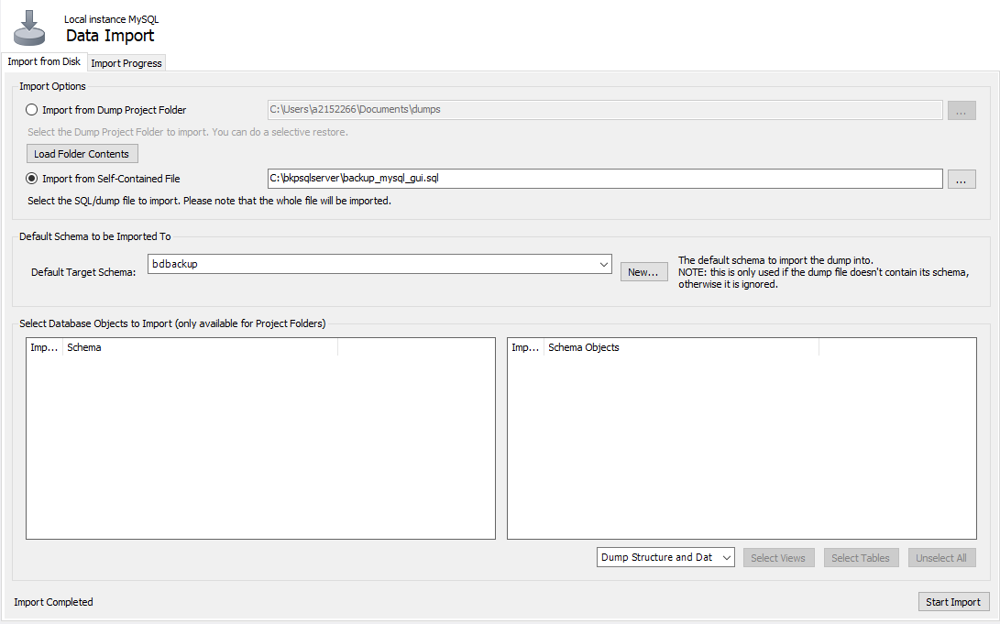 Local instance MySQL
Data Import
Import from Disk
Import Progress
Import Options
Import from Dump Project Folder
C:\Users\a2152266\Documents\dumps
...
Select the Dump Project Folder to import. You can do a selective restore.
Load Folder Contents
Import from Self-Contained File
C:\bkpsqlserver\backup_mysql_gui.sql
...
Select the SQL/dump file to import. Please note that the whole file will be imported.
Default Schema to be Imported To
Default Target Schema:
bdbackup
New...
The default schema to import the dump into.
NOTE: this is only used if the dump file doesn't contain its schema,
otherwise it is ignored.
Select Database Objects to Import (only available for Project Folders)
Imp... Schema
Imp... Schema Objects
Dump Structure and Dat
Select Views
Select Tables
Unselect All
Import Completed
Start Import